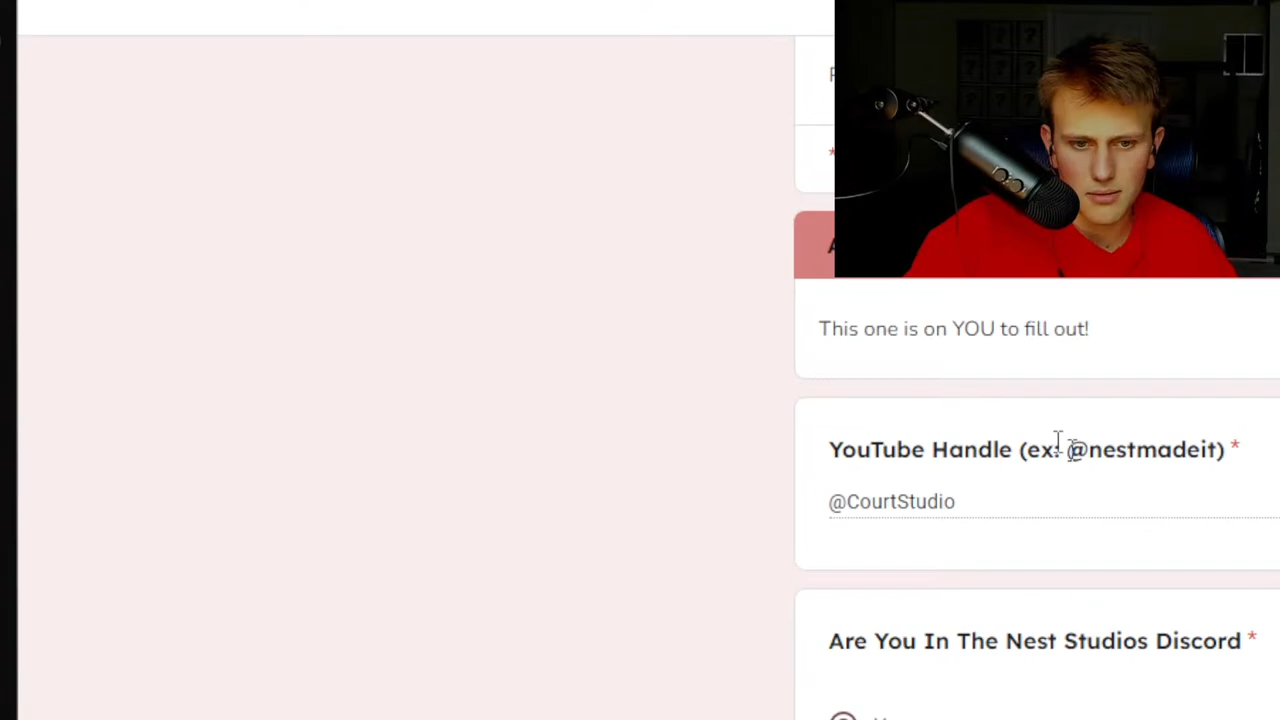 This one is on YOU to fill out!
YouTube Handle (ex: @nestmadeit) *
@CourtStudio
Are You In The Nest Studios Discord *